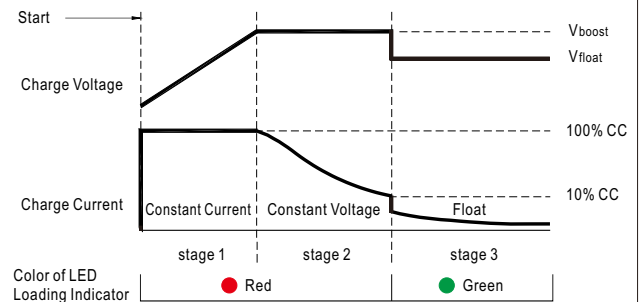 Start
Vboost
Vfloat
Charge Voltage
100% CC
10% CC
Charge Current
Constant Current
Constant Voltage
Float
stage 1
stage 2
stage 3
Color of LED
Loading Indicator
Red
Green